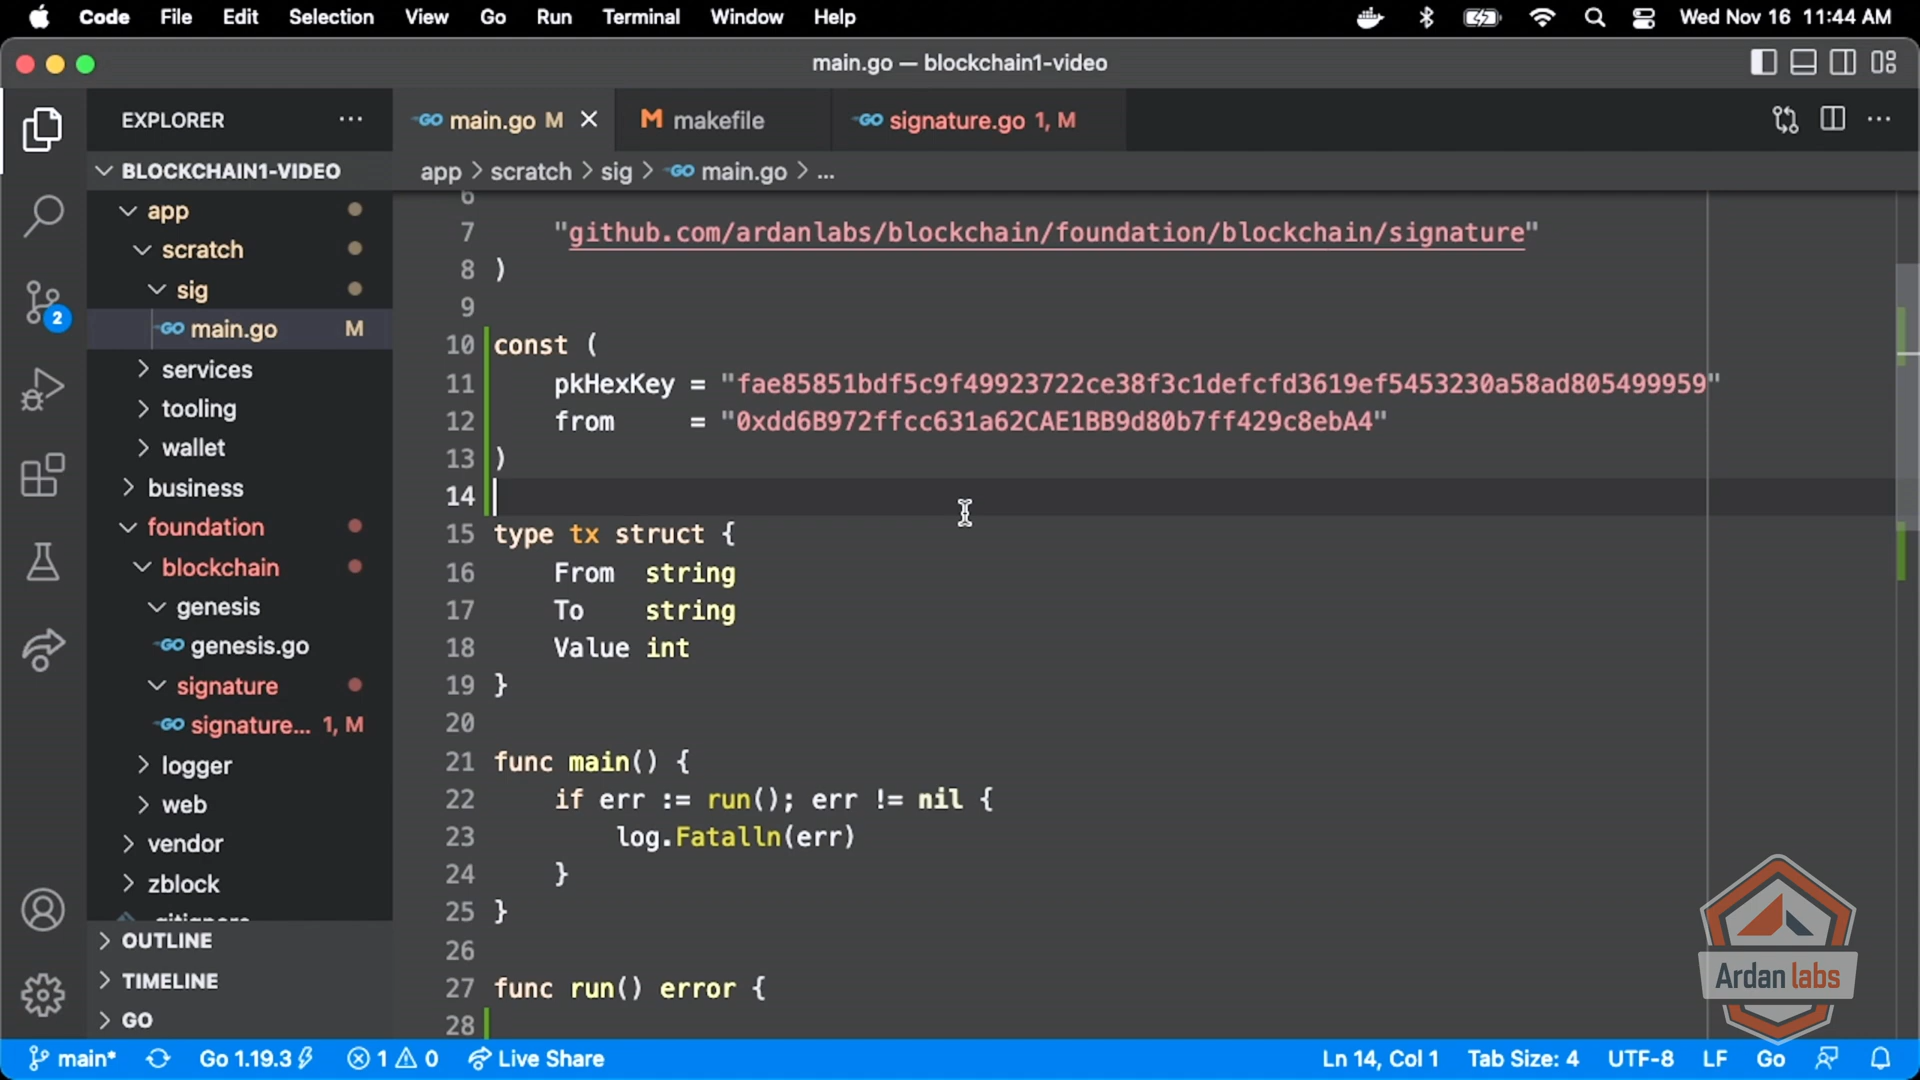 Code File Edit Selection View Go Run Terminal Window Help Wed Nov 16 11:44 AM
main.go — blockchain1-video
EXPLORER ...
main.go M
makefile
signature.go 1, M
BLOCKCHAIN1-VIDEO
app > scratch > sig > main.go > ...
app
scratch
sig
main.go M
services
tooling
wallet
business
foundation
blockchain
genesis
genesis.go
signature
signature... 1, M
logger
web
vendor
zblock
.gitignore
OUTLINE
TIMELINE
GO
2
6
7 "github.com/ardanlabs/blockchain/foundation/blockchain/signature"
8 )
9
10 const (
11 pkHexKey = "fae85851bdf5c9f49923722ce38f3c1defcfd3619ef5453230a58ad805499959"
12 from = "0xdd6B972ffcc631a62CAE1BB9d80b7ff429c8ebA4"
13 )
14
15 type tx struct {
16 From string
17 To string
18 Value int
19 }
20
21 func main() {
22 if err := run(); err != nil {
23 log.Fatalln(err)
24 }
25 }
26
27 func run() error {
28
Ardan labs
main* Go 1.19.3 1 0 Live Share Ln 14, Col 1 Tab Size: 4 UTF-8 LF Go